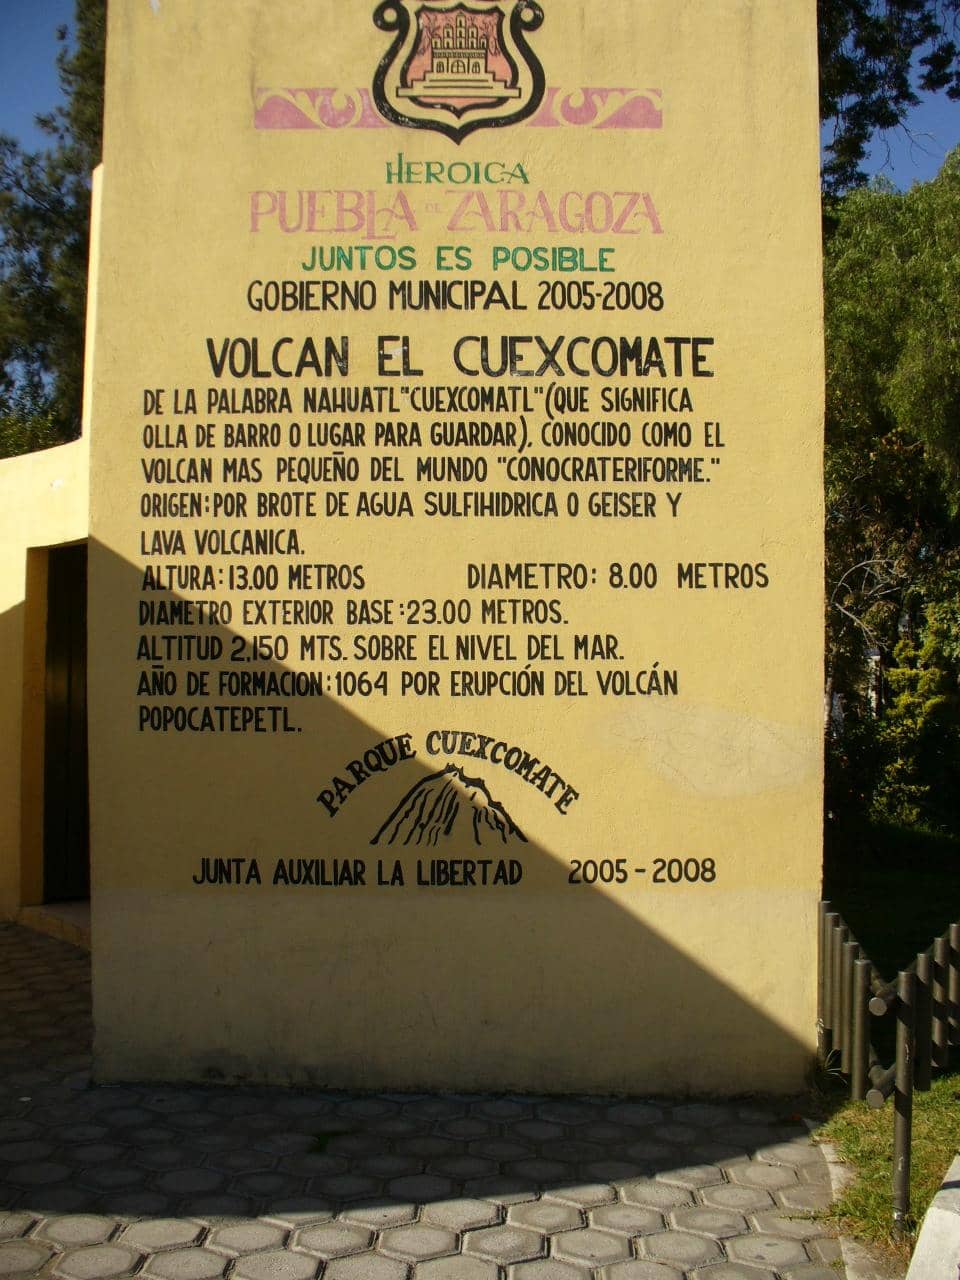 HEROICA
PUEBLA DE ZARAGOZA
JUNTOS ES POSIBLE
GOBIERNO MUNICIPAL 2005-2008
VOLCAN EL CUEXCOMATE
DE LA PALABRA NAHUATL "CUEXCOMATL" (QUE SIGNIFICA
OLLA DE BARRO O LUGAR PARA GUARDAR), CONOCIDO COMO EL
VOLCAN MAS PEQUEÑO DEL MUNDO "CONOCRATERIFORME."
ORIGEN: POR BROTE DE AGUA SULFIHIDRICA O GEISER Y
LAVA VOLCANICA.
ALTURA: 13.00 METROS DIAMETRO: 8.00 METROS
DIAMETRO EXTERIOR BASE: 23.00 METROS.
ALTITUD 2,150 MTS. SOBRE EL NIVEL DEL MAR.
AÑO DE FORMACION: 1064 POR ERUPCIÓN DEL VOLCÁN
POPOCATEPETL.
PARQUE CUEXCOMATE
JUNTA AUXILIAR LA LIBERTAD 2005-2008